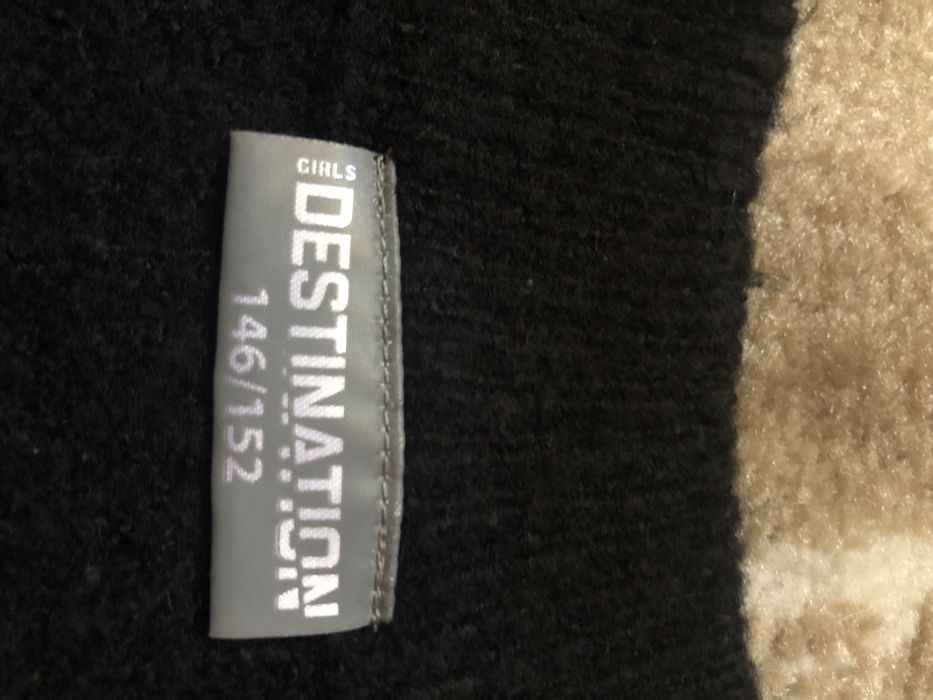 GIRLS
DESTINATION
146/152